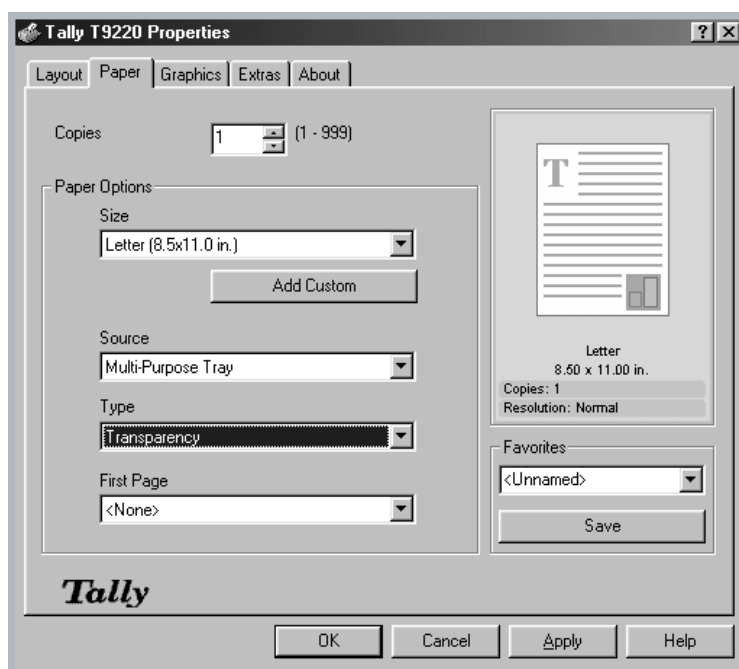 Tally T9220 Properties
Layout Paper Graphics Extras About
Copies 1 (1 - 999)
Paper Options
Size
Letter (8.5x11.0 in.)
Add Custom
Source
Multi-Purpose Tray
Type
Transparency
First Page
<None>
T
Letter
8.50 x 11.00 in.
Copies: 1
Resolution: Normal
Favorites
<Unnamed>
Save
Tally
OK Cancel Apply Help